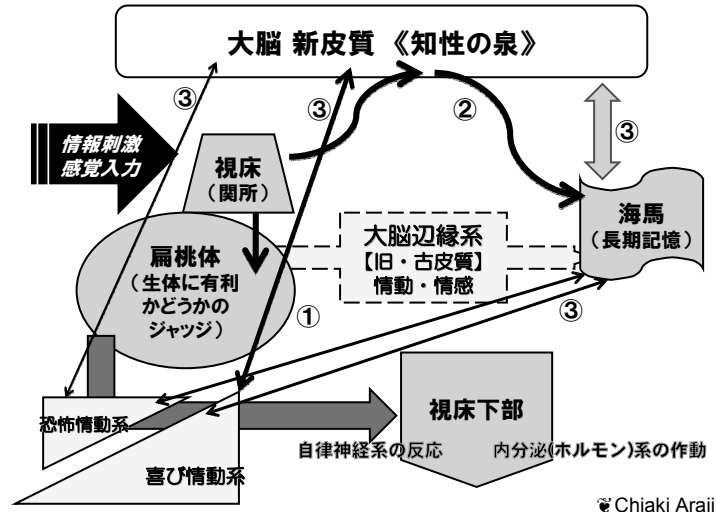 大脳 新皮質 《知性の泉》
③
③
②
③
情報刺激
感覚入力
視床
（関所）
海馬
（長期記憶）
大脳辺縁系
【旧・古皮質】
情動・情感
扁桃体
（生体に有利
かどうかの
ジャッジ）
①
③
恐怖情動系
喜び情動系
視床下部
自律神経系の反応
内分泌(ホルモン)系の作動
❦Chiaki Araji